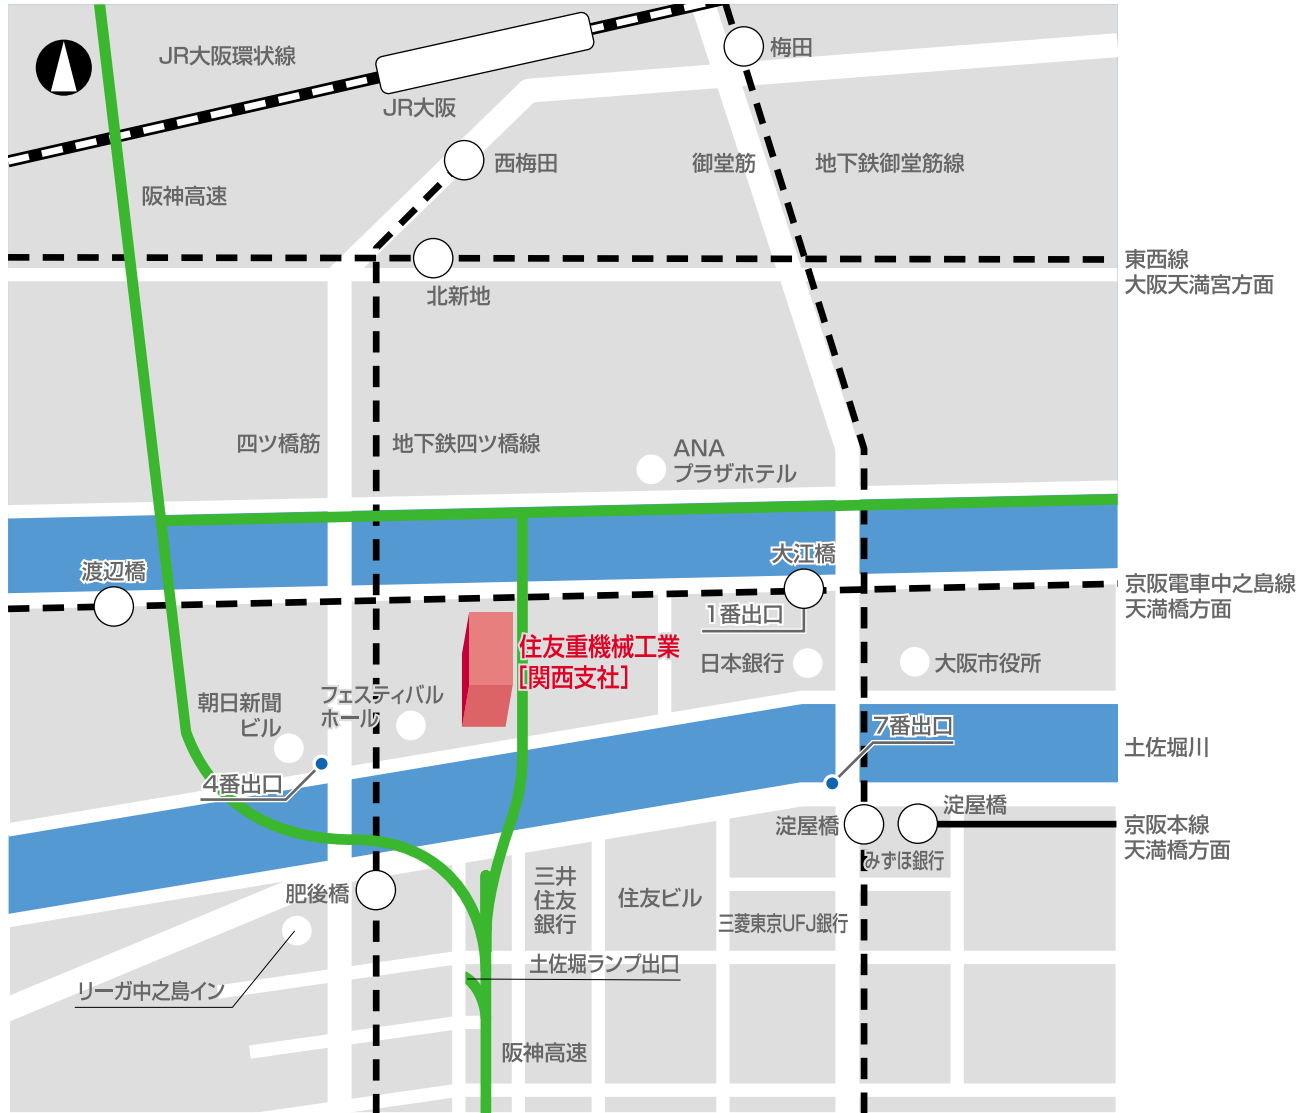 JR大阪環状線
梅田
JR大阪
西梅田
御堂筋
地下鉄御堂筋線
阪神高速
東西線
大阪天満宮方面
北新地
四ツ橋筋
地下鉄四ツ橋線
ANA
プラザホテル
渡辺橋
大江橋
京阪電車中之島線
天満橋方面
1番出口
住友重機械工業
[関西支社]
日本銀行
大阪市役所
朝日新聞
ビル
フェスティバル
ホール
7番出口
土佐堀川
4番出口
淀屋橋
淀屋橋
京阪本線
天満橋方面
みずほ銀行
肥後橋
三井
住友
銀行
住友ビル
三菱東京UFJ銀行
土佐堀ランプ出口
リーガ中之島イン
阪神高速